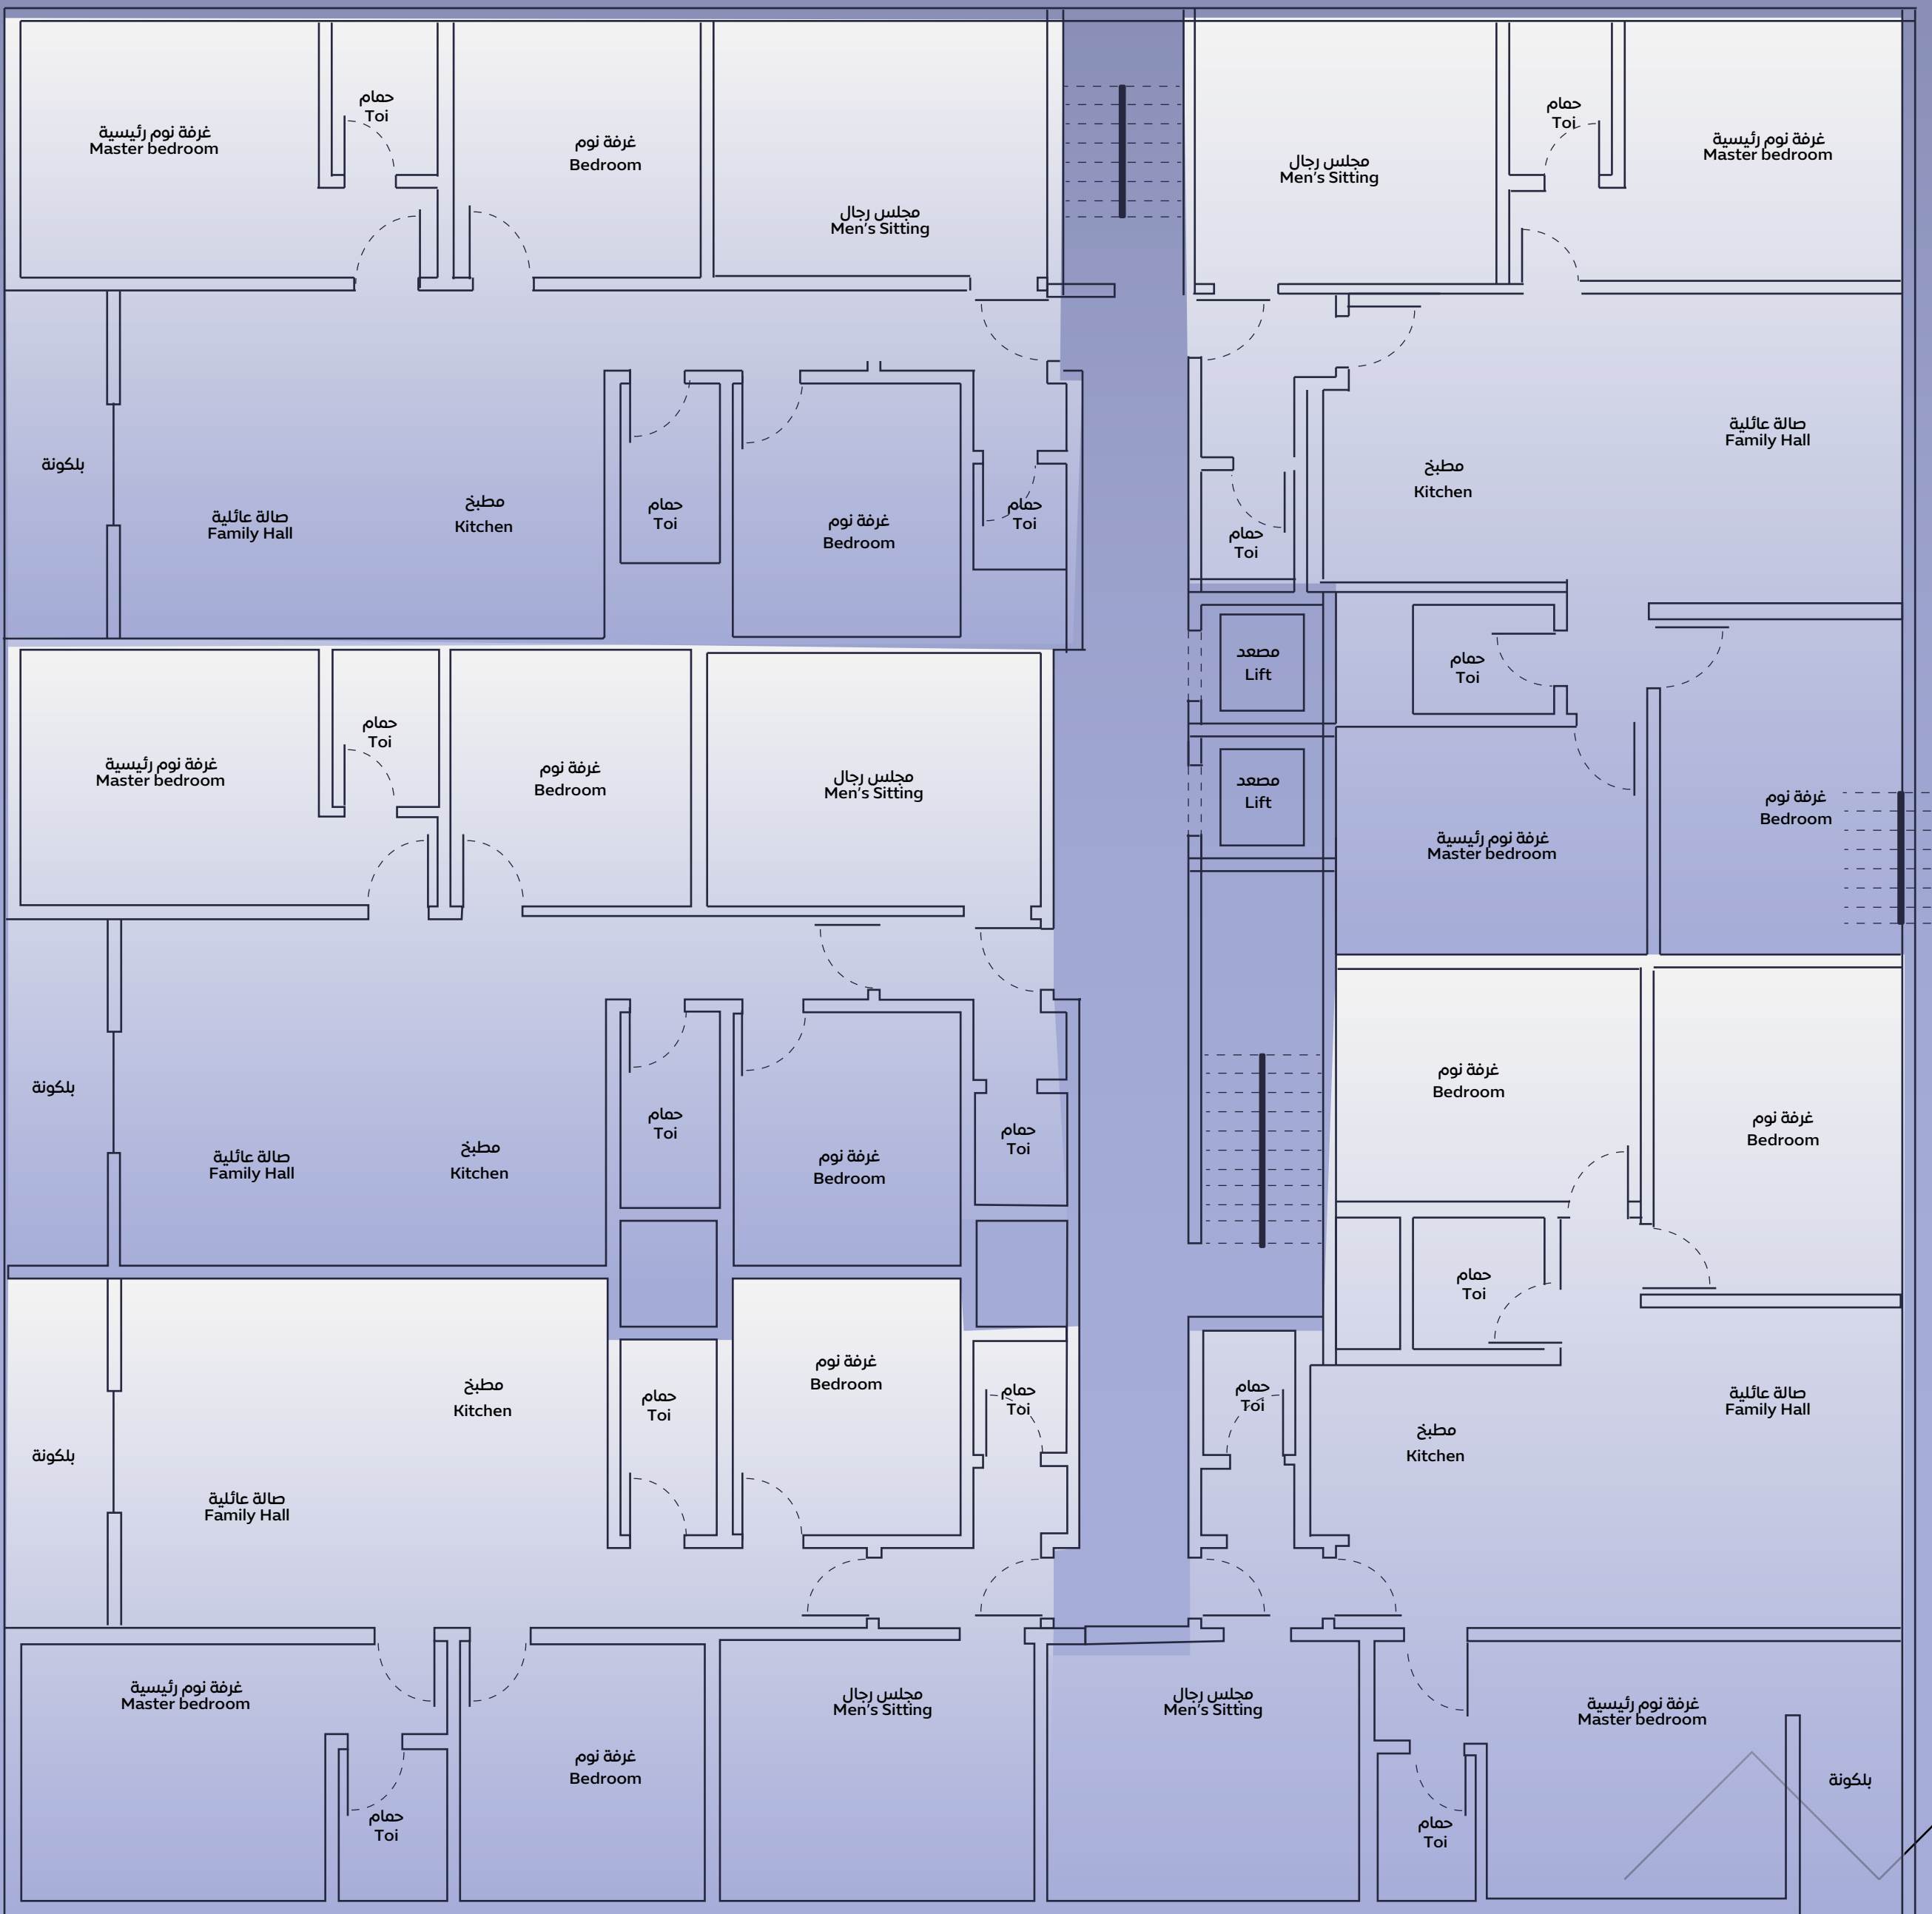 حمام
Toi
غرفة نوم رئيسية
Master bedroom
غرفة نوم
Bedroom
مجلس رجال
Men's Sitting
مجلس رجال
Men's Sitting
حمام
Toi
غرفة نوم رئيسية
Master bedroom
بلكونة
صالة عائلية
Family Hall
مطبخ
Kitchen
حمام
Toi
غرفة نوم
Bedroom
حمام
Toi
حمام
Toi
مطبخ
Kitchen
صالة عائلية
Family Hall
مصعد
Lift
حمام
Toi
مصعد
Lift
غرفة نوم رئيسية
Master bedroom
غرفة نوم
Bedroom
غرفة نوم رئيسية
Master bedroom
حمام
Toi
غرفة نوم
Bedroom
مجلس رجال
Men's Sitting
بلكونة
صالة عائلية
Family Hall
مطبخ
Kitchen
حمام
Toi
غرفة نوم
Bedroom
حمام
Toi
غرفة نوم
Bedroom
غرفة نوم
Bedroom
حمام
Toi
بلكونة
صالة عائلية
Family Hall
مطبخ
Kitchen
حمام
Toi
غرفة نوم
Bedroom
حمام
Toi
حمام
Toi
مطبخ
Kitchen
صالة عائلية
Family Hall
غرفة نوم رئيسية
Master bedroom
حمام
Toi
غرفة نوم
Bedroom
مجلس رجال
Men's Sitting
مجلس رجال
Men's Sitting
حمام
Toi
غرفة نوم رئيسية
Master bedroom
بلكونة